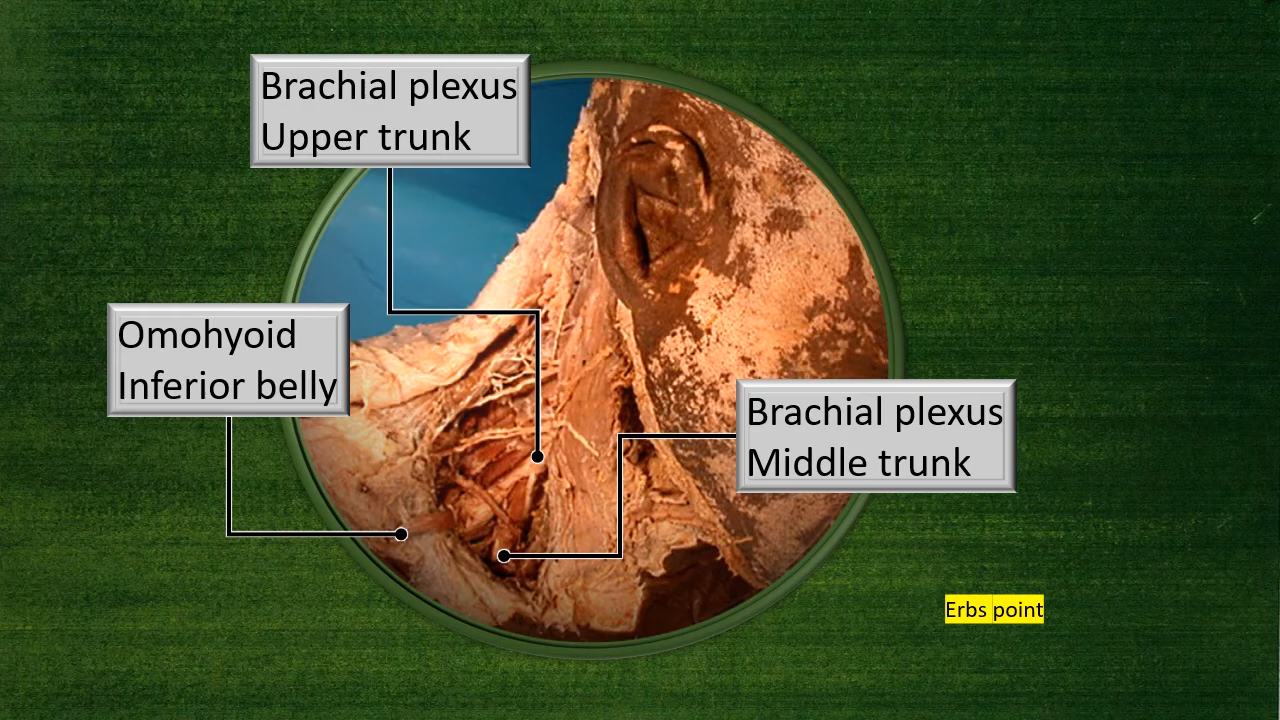 Brachial plexus
Upper trunk
Omohyoid
Inferior belly
Brachial plexus
Middle trunk
Erbs point